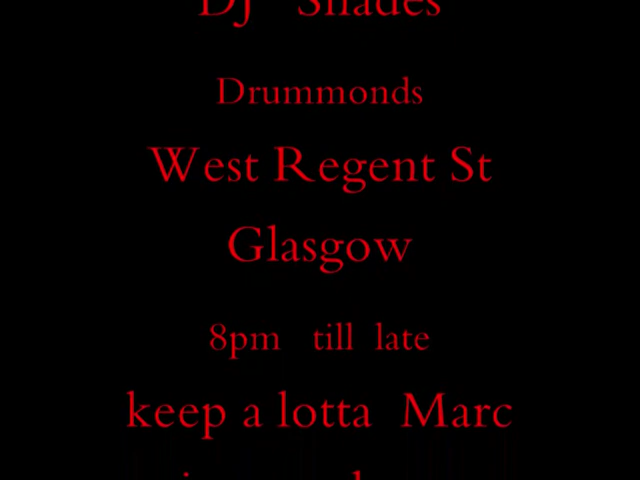 DJ Shades
Drummonds
West Regent St
Glasgow
8pm till late
keep a lotta Marc